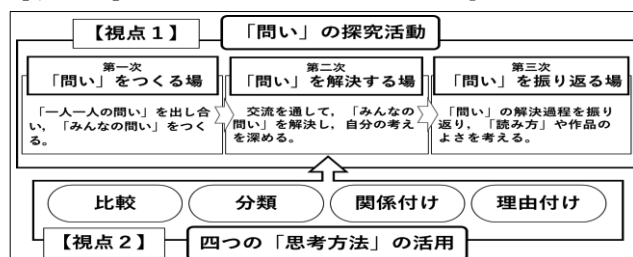 【視点１】
「問い」の探究活動
第一次
「問い」をつくる場
「一人一人の問い」を出し合
い，「みんなの問い」をつく
る。
第二次
「問い」を解決する場
交流を通して，「みんなの
問い」を解決し，自分の考え
を深める。
第三次
「問い」を振り返る場
「問い」の解決過程を振り
返り，「読み方」や作品の
よさを考える。
比較
分類
関係付け
理由付け
【視点２】
四つの「思考方法」の活用